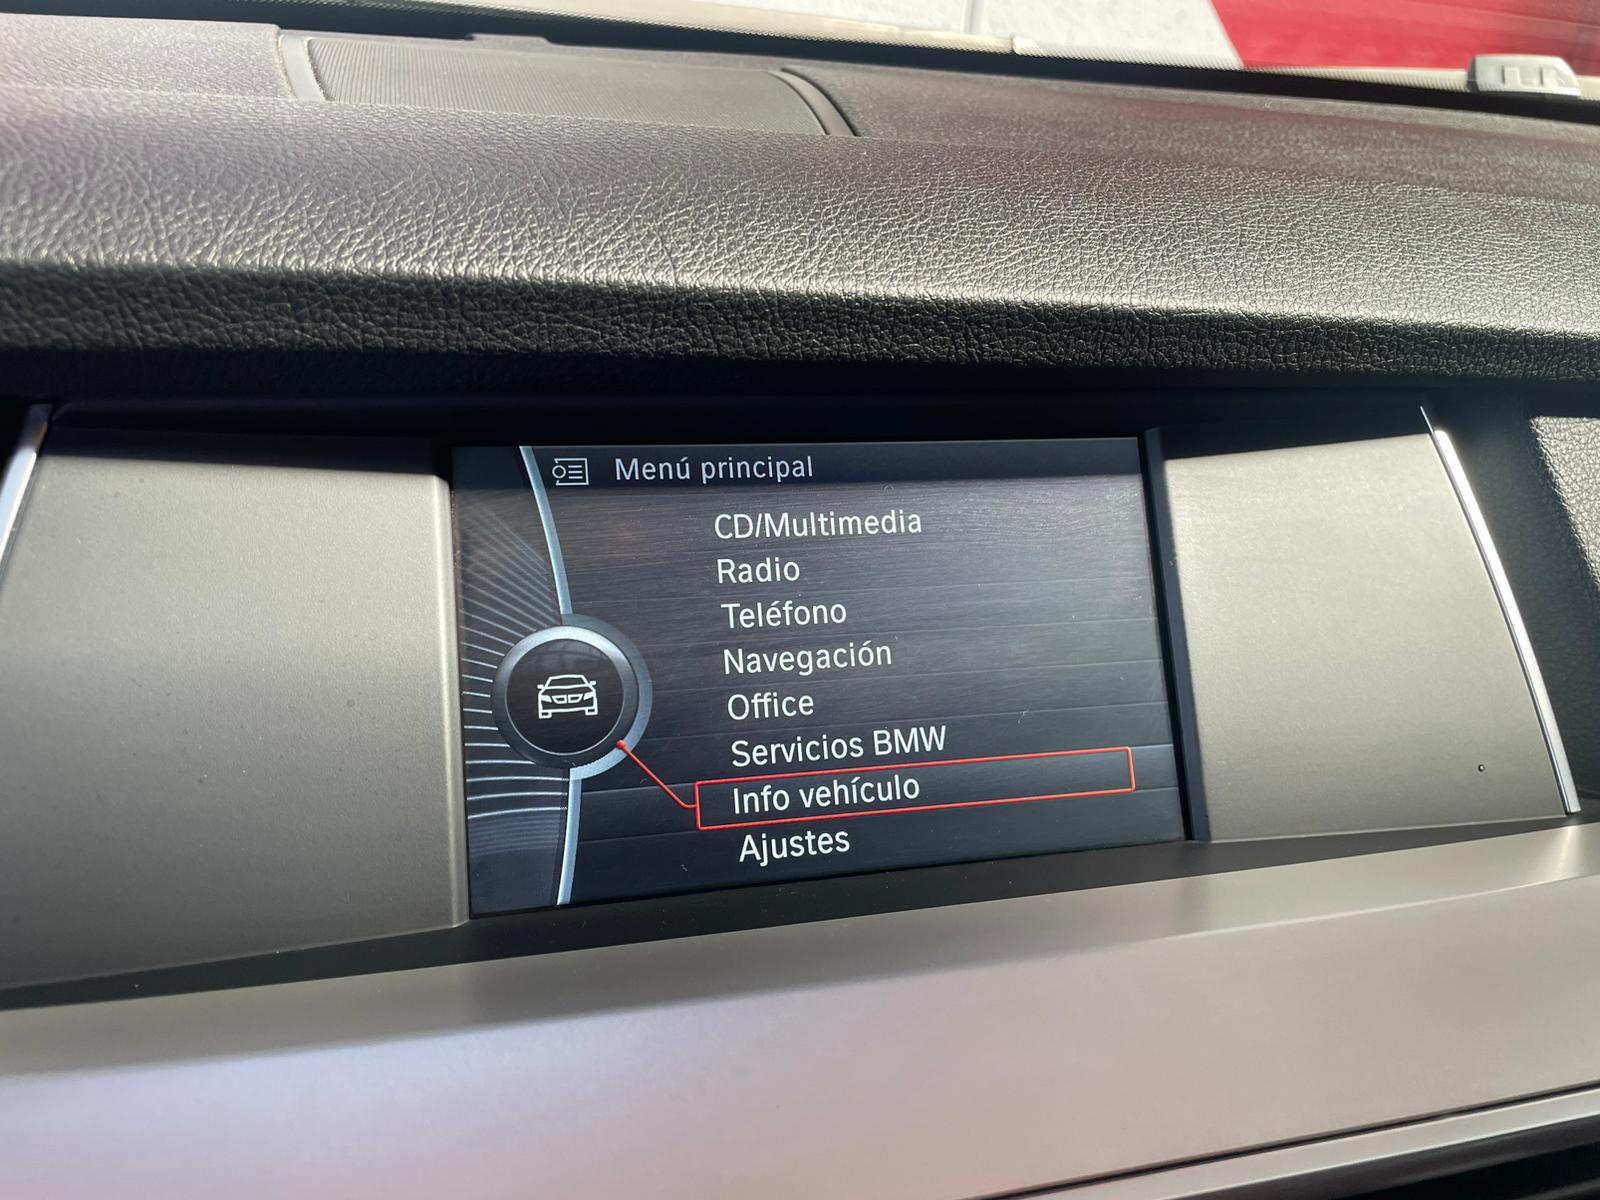 Menú principal
CD/Multimedia
Radio
Teléfono
Navegación
Office
Servicios BMW
Info vehículo
Ajustes